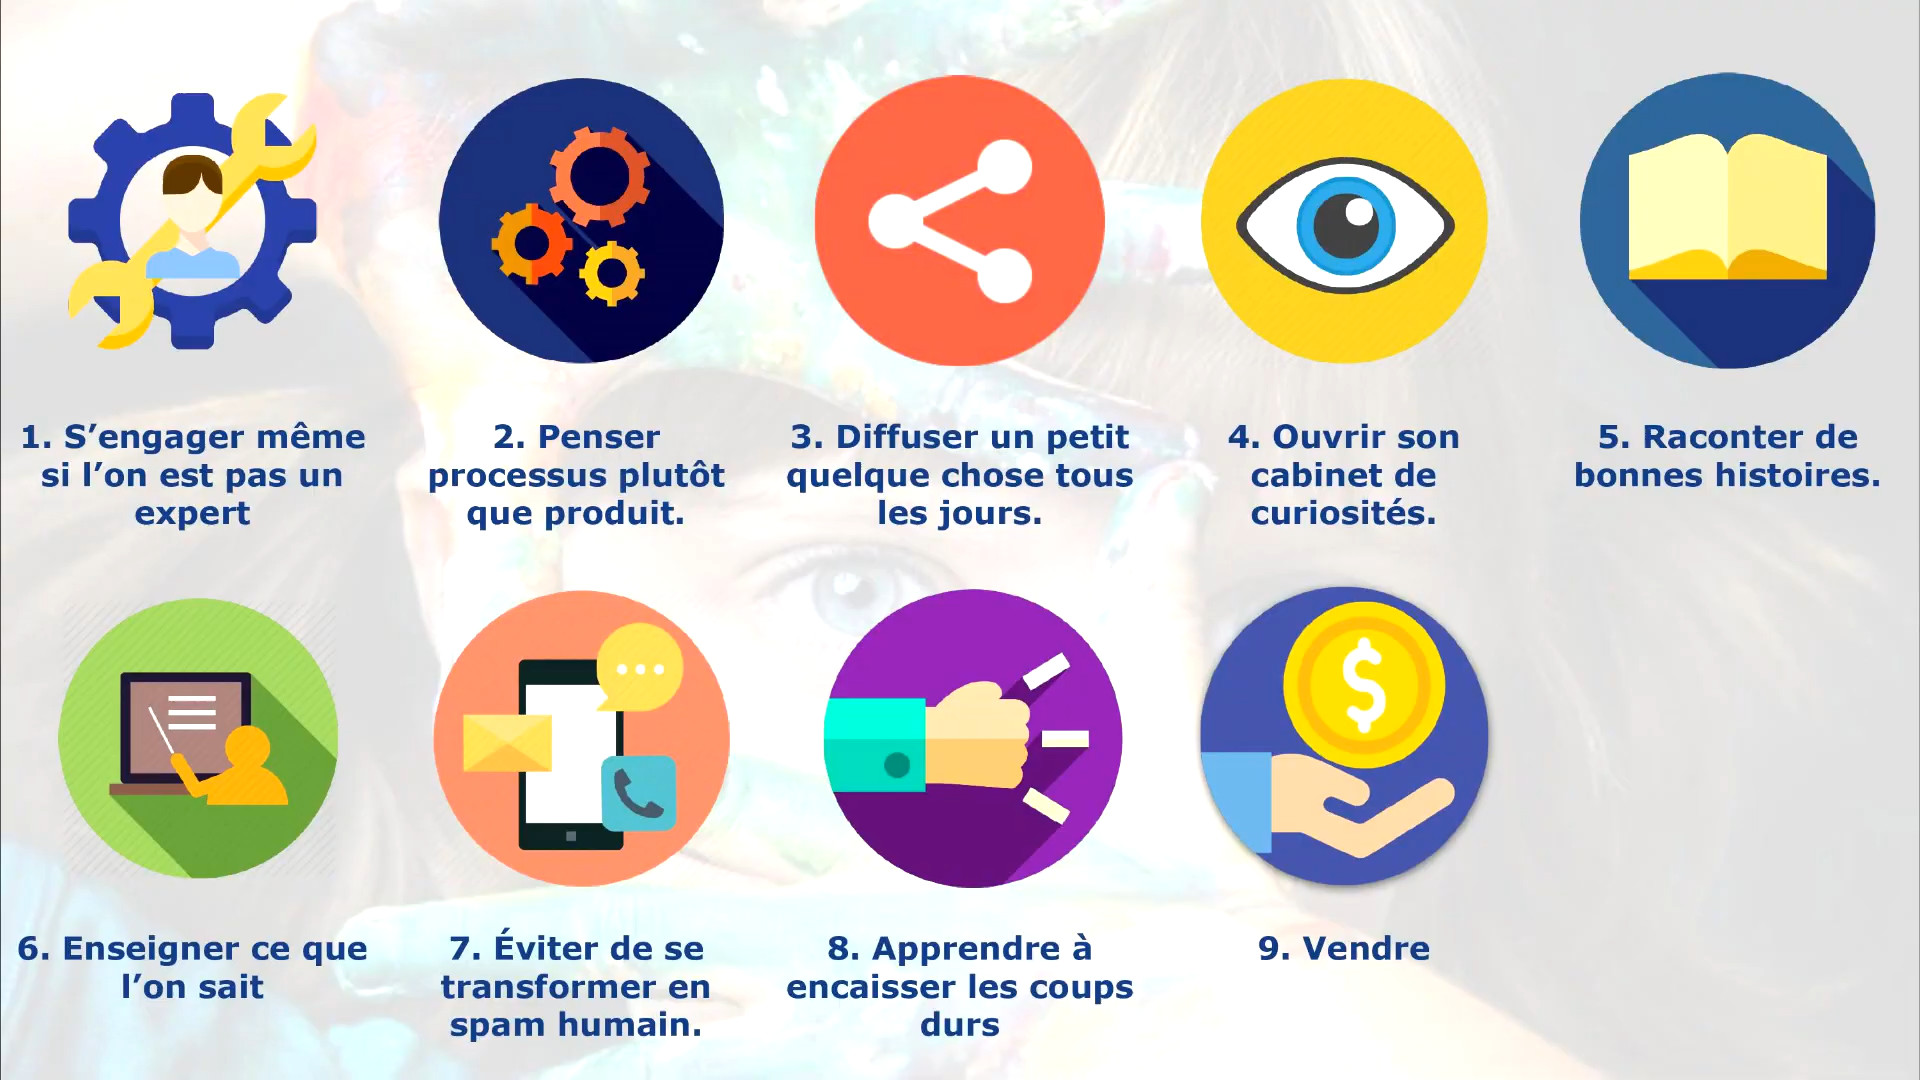 1. S’engager même
si l’on est pas un
expert
2. Penser
processus plutôt
que produit.
3. Diffuser un petit
quelque chose tous
les jours.
4. Ouvrir son
cabinet de
curiosités.
5. Raconter de
bonnes histoires.
6. Enseigner ce que
l’on sait
7. Éviter de se
transformer en
spam humain.
8. Apprendre à
encaisser les coups
durs
9. Vendre